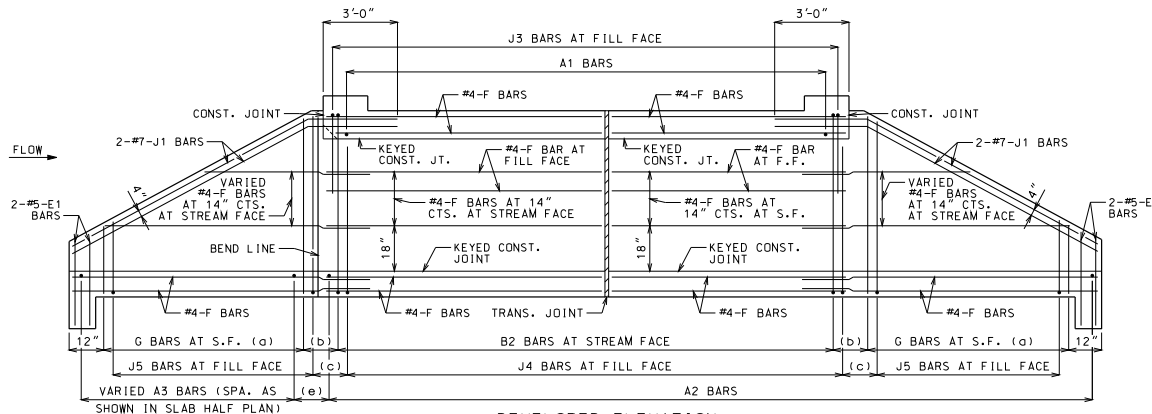 3'-0"
3'-0"
J3 BARS AT FILL FACE
A1 BARS
CONST. JOINT
#4-F BARS
#4-F BARS
CONST. JOINT
2-#7-J1 BARS
2-#7-J1 BARS
FLOW
KEYED
CONST. JT.
#4-F BAR AT
FILL FACE
KEYED
CONST. JT.
#4-F BAR
AT F.F.
VARIED
#4-F BARS
AT 14" CTS.
AT STREAM FACE
VARIED
#4-F BARS
AT 14" CTS.
AT STREAM FACE
4"
4"
2-#5-E1
BARS
2-#5-E
BARS
#4-F BARS AT 14"
CTS. AT STREAM FACE
#4-F BARS AT
14" CTS. AT S.F.
BEND LINE
18"
KEYED CONST.
JOINT
18"
KEYED CONST.
JOINT
#4-F BARS
#4-F BARS
TRANS. JOINT
#4-F BARS
#4-F BARS
12"
G BARS AT S.F. (a)
(b)
B2 BARS AT STREAM FACE
(b)
G BARS AT S.F. (a)
12"
J5 BARS AT FILL FACE
(c)
J4 BARS AT FILL FACE
(c)
J5 BARS AT FILL FACE
VARIED A3 BARS (SPA. AS
SHOWN IN SLAB HALF PLAN)
(e)
A2 BARS